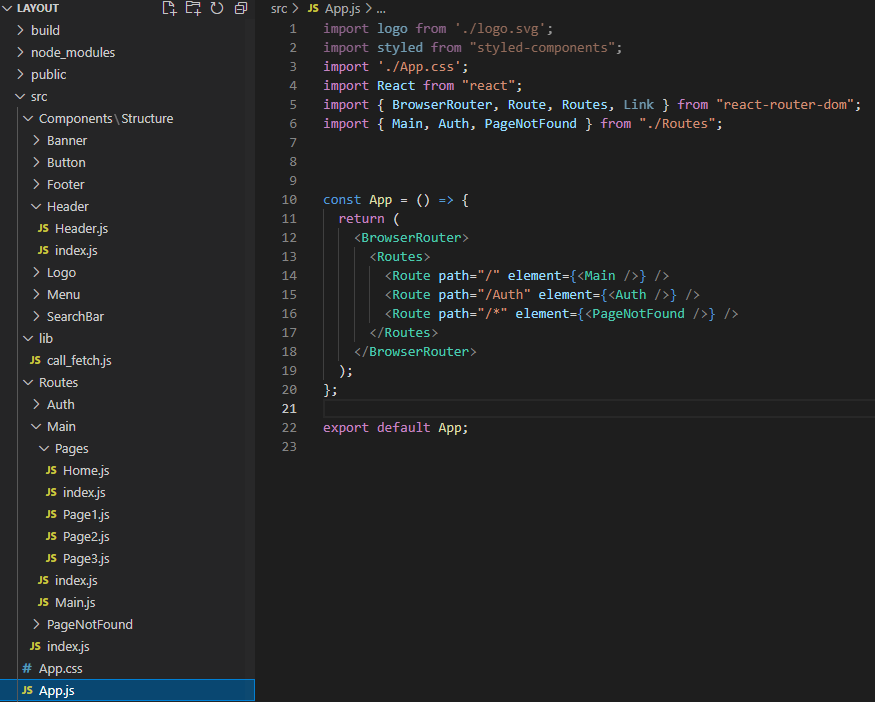 LAYOUT
build
node_modules
public
src
Components\Structure
Banner
Button
Footer
Header
JS Header.js
JS index.js
Logo
Menu
SearchBar
lib
JS call_fetch.js
Routes
Auth
Main
Pages
JS Home.js
JS index.js
JS Page1.js
JS Page2.js
JS Page3.js
JS index.js
JS Main.js
PageNotFound
JS index.js
# App.css
JS App.js
src > JS App.js > ...
1 import logo from './logo.svg';
2 import styled from "styled-components";
3 import './App.css';
4 import React from "react";
5 import { BrowserRouter, Route, Routes, Link } from "react-router-dom";
6 import { Main, Auth, PageNotFound } from "./Routes";
7
8
9
10 const App = () => {
11 return (
12 <BrowserRouter>
13 <Routes>
14 <Route path="/" element={<Main />} />
15 <Route path="/Auth" element={<Auth />} />
16 <Route path="/*" element={<PageNotFound />} />
17 </Routes>
18 </BrowserRouter>
19 );
20 };
21
22 export default App;
23